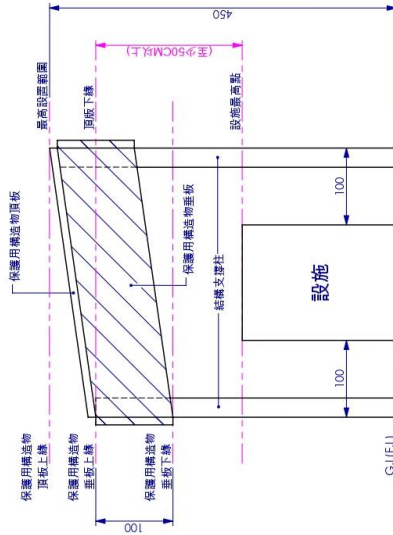 450
最高設置範圍
頂版下緣
(至少50CM以上)
設施最高點
保護用構造物頂板
保護用構造物垂板
結構支撐柱
100
設施
100
保護用構造物
頂板上緣
保護用構造物
垂板上緣
保護用構造物
垂板下緣
100
G.L(F.L)